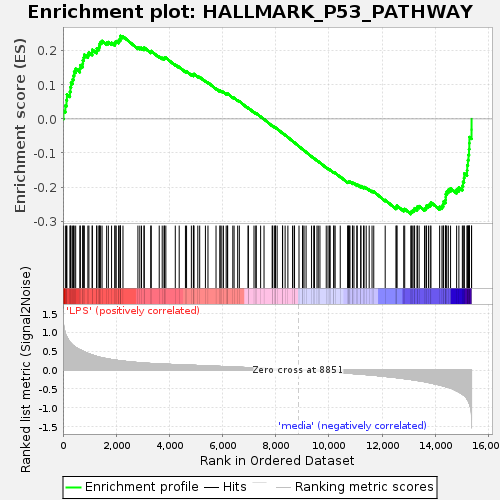 Enrichment plot: HALLMARK_P53_PATHWAY
Enrichment score (ES)
0.2
0.1
0.0
-0.1
-0.2
-0.3
'LPS' (positively correlated)
Ranked list metric (Signal2Noise)
1.5
1.0
0.5
0.0
-0.5
-1.0
-1.5
Zero cross at 8851
'media' (negatively correlated)
0
2,000
4,000
6,000
8,000
10,000
12,000
14,000
16,000
Rank in Ordered Dataset
Enrichment profile
Hits
Ranking metric scores